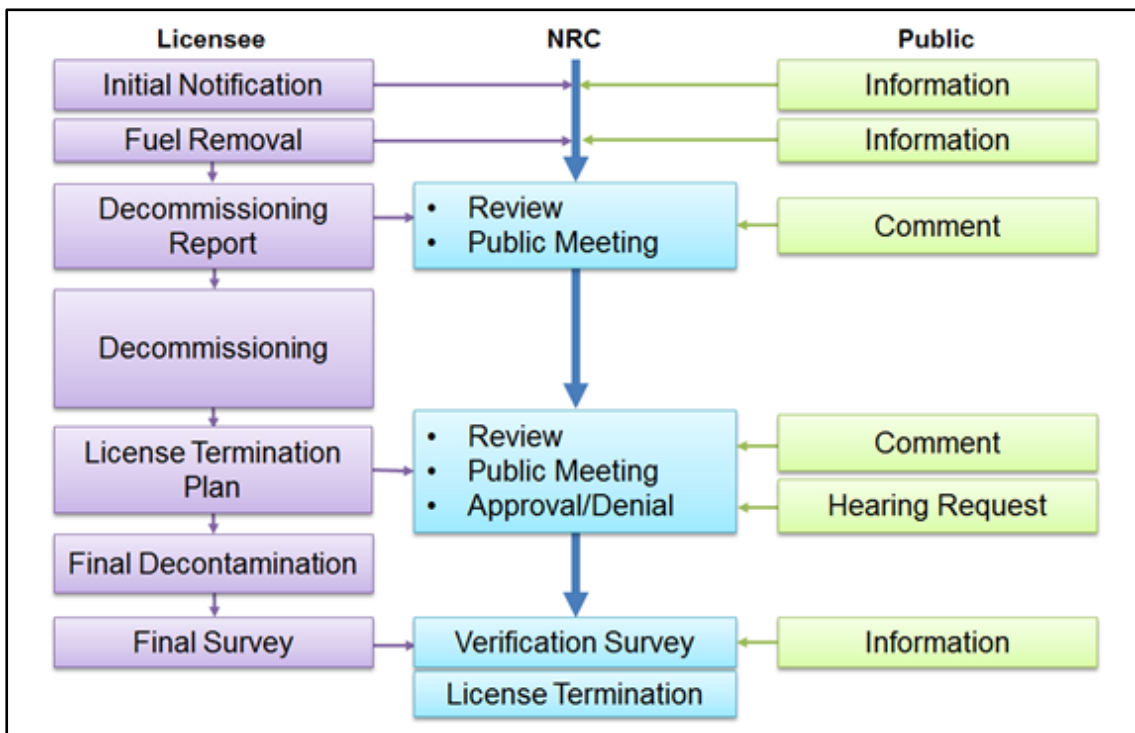 Licensee
NRC
Public
Initial Notification
Information
Fuel Removal
Information
Decommissioning
Report
• Review
• Public Meeting
Comment
Decommissioning
License Termination
Plan
• Review
• Public Meeting
• Approval/Denial
Comment
Hearing Request
Final Decontamination
Final Survey
Verification Survey
Information
License Termination